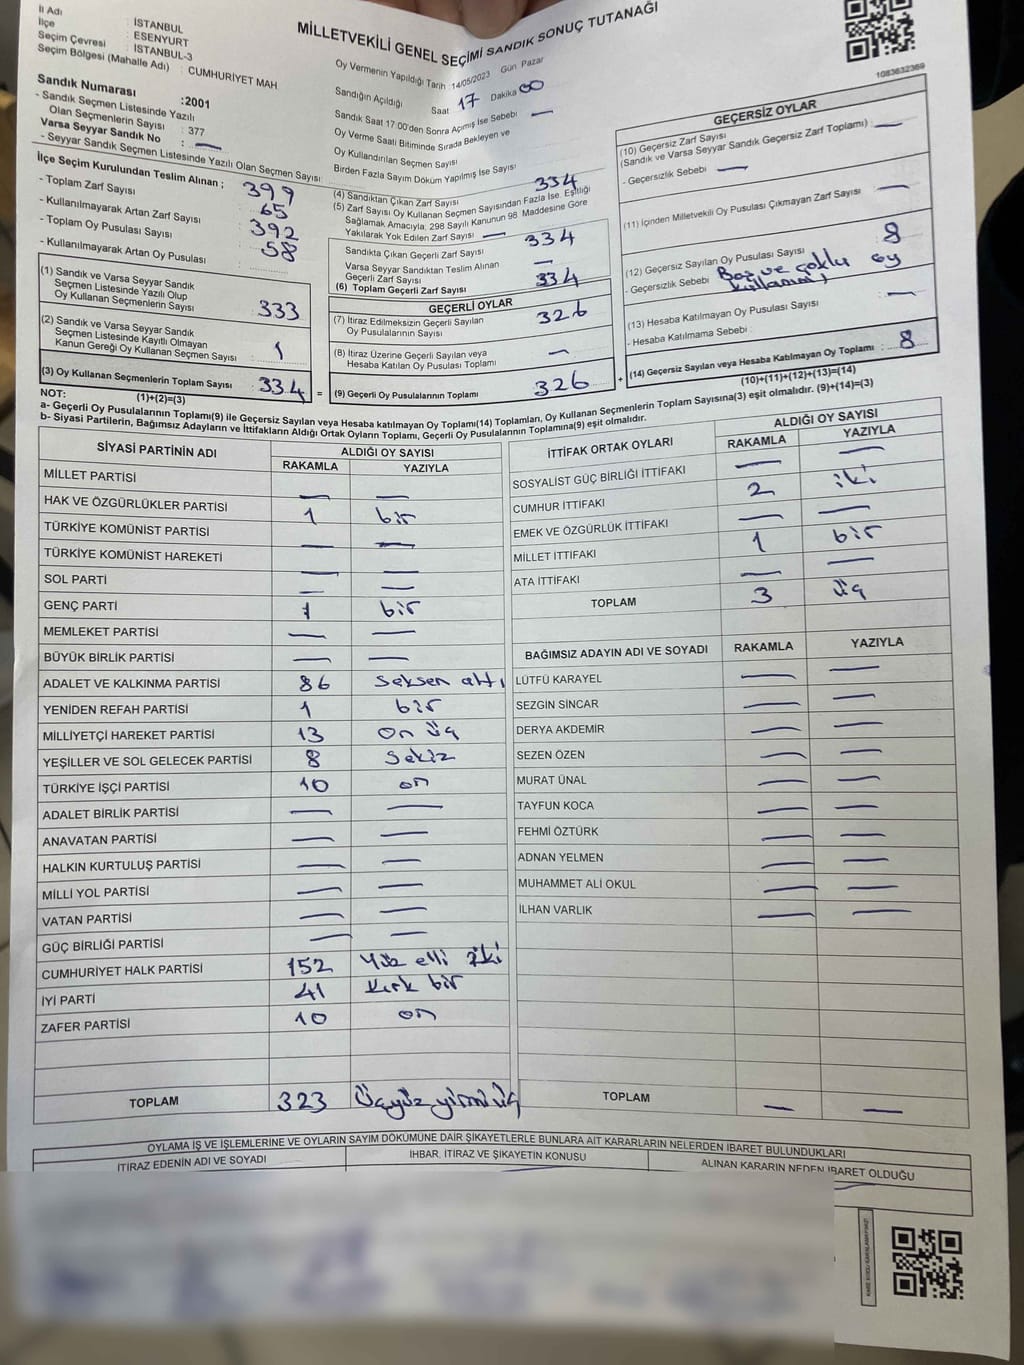 MİLLETVEKİLİ GENEL SEÇİMİ SANDIK SONUÇ TUTANAĞI
İl Adı : İSTANBUL
İlçe : ESENYURT
Seçim Çevresi : İSTANBUL-3
Seçim Bölgesi (Mahalle Adı) : CUMHURİYET MAH
Sandık Numarası :2001
- Sandık Seçmen Listesinde Yazılı
Olan Seçmenlerin Sayısı : 377
Varsa Seyyar Sandık No : —
- Seyyar Sandık Seçmen Listesinde Yazılı Olan Seçmen Sayısı :
İlçe Seçim Kurulundan Teslim Alınan ;
- Toplam Zarf Sayısı 399
- Kullanılmayarak Artan Zarf Sayısı 65
- Toplam Oy Pusulası Sayısı 392
- Kullanılmayarak Artan Oy Pusulası 58
(1) Sandık ve Varsa Seyyar Sandık
Seçmen Listesinde Yazılı Olup
Oy Kullanan Seçmenlerin Sayısı 333
(2) Sandık ve Varsa Seyyar Sandık
Seçmen Listesinde Kayıtlı Olmayan
Kanun Gereği Oy Kullanan Seçmen Sayısı 1
(3) Oy Kullanan Seçmenlerin Toplam Sayısı 334
(1)+(2)=(3)
Oy Vermenin Yapıldığı Tarih :14/05/2023 Gün Pazar
Sandığın Açıldığı Saat 17 Dakika 00
Sandık Saat 17:00'den Sonra Açımış İse Sebebi —
Oy Verme Saati Bitiminde Sırada Bekleyen ve
Oy Kullandırılan Seçmen Sayısı
Birden Fazla Sayım Döküm Yapılmış İse Sayısı
(4) Sandıktan Çıkan Zarf Sayısı 334
(5) Zarf Sayısı Oy Kullanan Seçmen Sayısından Fazla İse, Eşitliği
Sağlamak Amacıyla, 298 Sayılı Kanunun 98. Maddesine Göre
Yakılarak Yok Edilen Zarf Sayısı —
Sandıkta Çıkan Geçerli Zarf Sayısı 334
Varsa Seyyar Sandıktan Teslim Alınan
Geçerli Zarf Sayısı —
(6) Toplam Geçerli Zarf Sayısı 334
GEÇERLİ OYLAR
(7) İtiraz Edilmeksizin Geçerli Sayılan
Oy Pusulalarının Sayısı 326
(8) İtiraz Üzerine Geçerli Sayılan veya
Hesaba Katılan Oy Pusulası Toplamı —
= (9) Geçerli Oy Pusulalarının Toplamı 326
1083632369
GEÇERSİZ OYLAR
(10) Geçersiz Zarf Sayısı
(Sandık ve Varsa Seyyar Sandık Geçersiz Zarf Toplamı) : —
- Geçersizlik Sebebi : —
(11) İçinden Milletvekili Oy Pusulası Çıkmayan Zarf Sayısı —
(12) Geçersiz Sayılan Oy Pusulası Sayısı 8
- Geçersizlik Sebebi Boş ve çoklu oy
kullanımı
(13) Hesaba Katılmayan Oy Pusulası Sayısı —
- Hesaba Katılmama Sebebi :
+ (14) Geçersiz Sayılan veya Hesaba Katılmayan Oy Toplamı : 8
(10)+(11)+(12)+(13)=(14)
NOT:
a- Geçerli Oy Pusulalarının Toplamı(9) ile Geçersiz Sayılan veya Hesaba katılmayan Oy Toplamı(14) Toplamları, Oy Kullanan Seçmenlerin Toplam Sayısına(3) eşit olmalıdır. (9)+(14)=(3)
b- Siyasi Partilerin, Bağımsız Adayların ve İttifakların Aldığı Ortak Oyların Toplamı, Geçerli Oy Pusulalarının Toplamına(9) eşit olmalıdır.
SİYASİ PARTİNİN ADI ALDIĞI OY SAYISI
RAKAMLA YAZIYLA
MİLLET PARTİSİ — —
HAK VE ÖZGÜRLÜKLER PARTİSİ 1 bir
TÜRKİYE KOMÜNİST PARTİSİ — —
TÜRKİYE KOMÜNİST HAREKETİ — —
SOL PARTİ — —
GENÇ PARTİ 1 bir
MEMLEKET PARTİSİ — —
BÜYÜK BİRLİK PARTİSİ — —
ADALET VE KALKINMA PARTİSİ 86 seksen altı
YENİDEN REFAH PARTİSİ 1 bir
MİLLİYETÇİ HAREKET PARTİSİ 13 on üç
YEŞİLLER VE SOL GELECEK PARTİSİ 8 Sekiz
TÜRKİYE İŞÇİ PARTİSİ 10 on
ADALET BİRLİK PARTİSİ — —
ANAVATAN PARTİSİ — —
HALKIN KURTULUŞ PARTİSİ — —
MİLLİ YOL PARTİSİ — —
VATAN PARTİSİ — —
GÜÇ BİRLİĞİ PARTİSİ — —
CUMHURİYET HALK PARTİSİ 152 Yüz elli iki
İYİ PARTİ 41 kırk bir
ZAFER PARTİSİ 10 on
TOPLAM 323 Üçyüz yirmi üç
İTTİFAK ORTAK OYLARI ALDIĞI OY SAYISI
RAKAMLA YAZIYLA
SOSYALİST GÜÇ BİRLİĞİ İTTİFAKI — —
CUMHUR İTTİFAKI 2 iki
EMEK VE ÖZGÜRLÜK İTTİFAKI — —
MİLLET İTTİFAKI 1 bir
ATA İTTİFAKI — —
TOPLAM 3 üç
BAĞIMSIZ ADAYIN ADI VE SOYADI RAKAMLA YAZIYLA
LÜTFÜ KARAYEL — —
SEZGİN SİNCAR — —
DERYA AKDEMİR — —
SEZEN ÖZEN — —
MURAT ÜNAL — —
TAYFUN KOCA — —
FEHMİ ÖZTÜRK — —
ADNAN YELMEN — —
MUHAMMET ALİ OKUL — —
İLHAN VARLIK — —
TOPLAM — —
OYLAMA İŞ VE İŞLEMLERİNE VE OYLARIN SAYIM DÖKÜMÜNE DAİR ŞİKAYETLERLE BUNLARA AİT KARARLARIN NELERDEN İBARET BULUNDUKLARI
İTİRAZ EDENİN ADI VE SOYADI İHBAR, İTİRAZ VE ŞİKAYETİN KONUSU ALINAN KARARIN NEDEN İBARET OLDUĞU